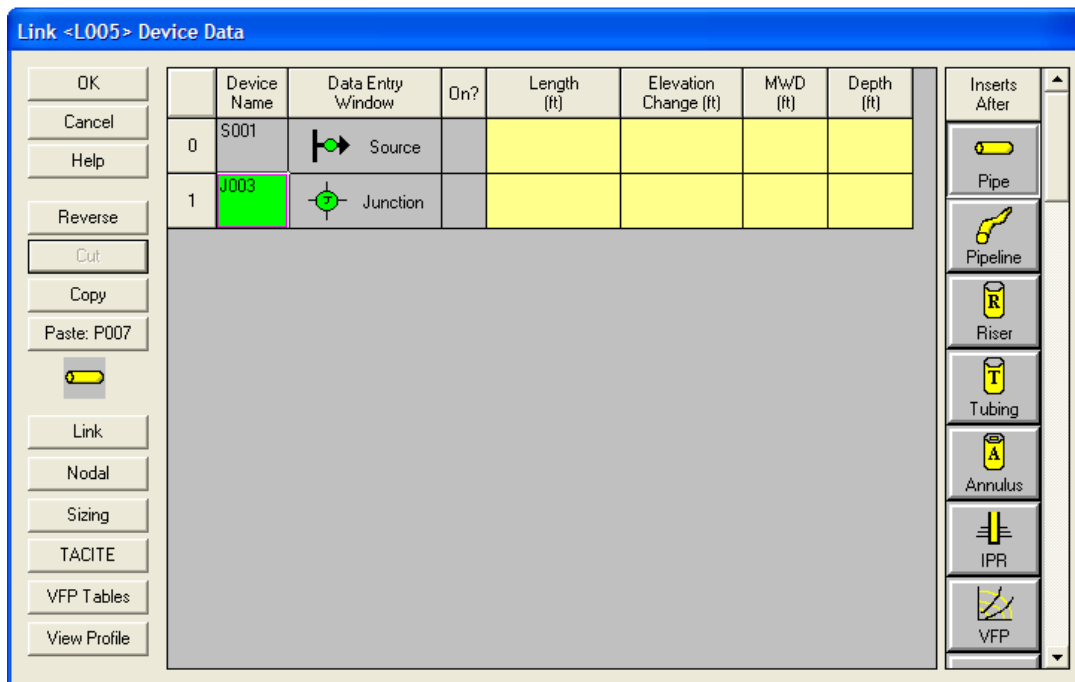 Link <L005> Device Data
OK
Cancel
Help
Reverse
Cut
Copy
Paste: P007
Link
Nodal
Sizing
TACITE
VFP Tables
View Profile
Device Name
Data Entry Window
On?
Length (ft)
Elevation Change (ft)
MWD (ft)
Depth (ft)
0 S001 Source
1 J003 J Junction
Inserts After
Pipe
Pipeline
R
Riser
T
Tubing
A
Annulus
IPR
VFP